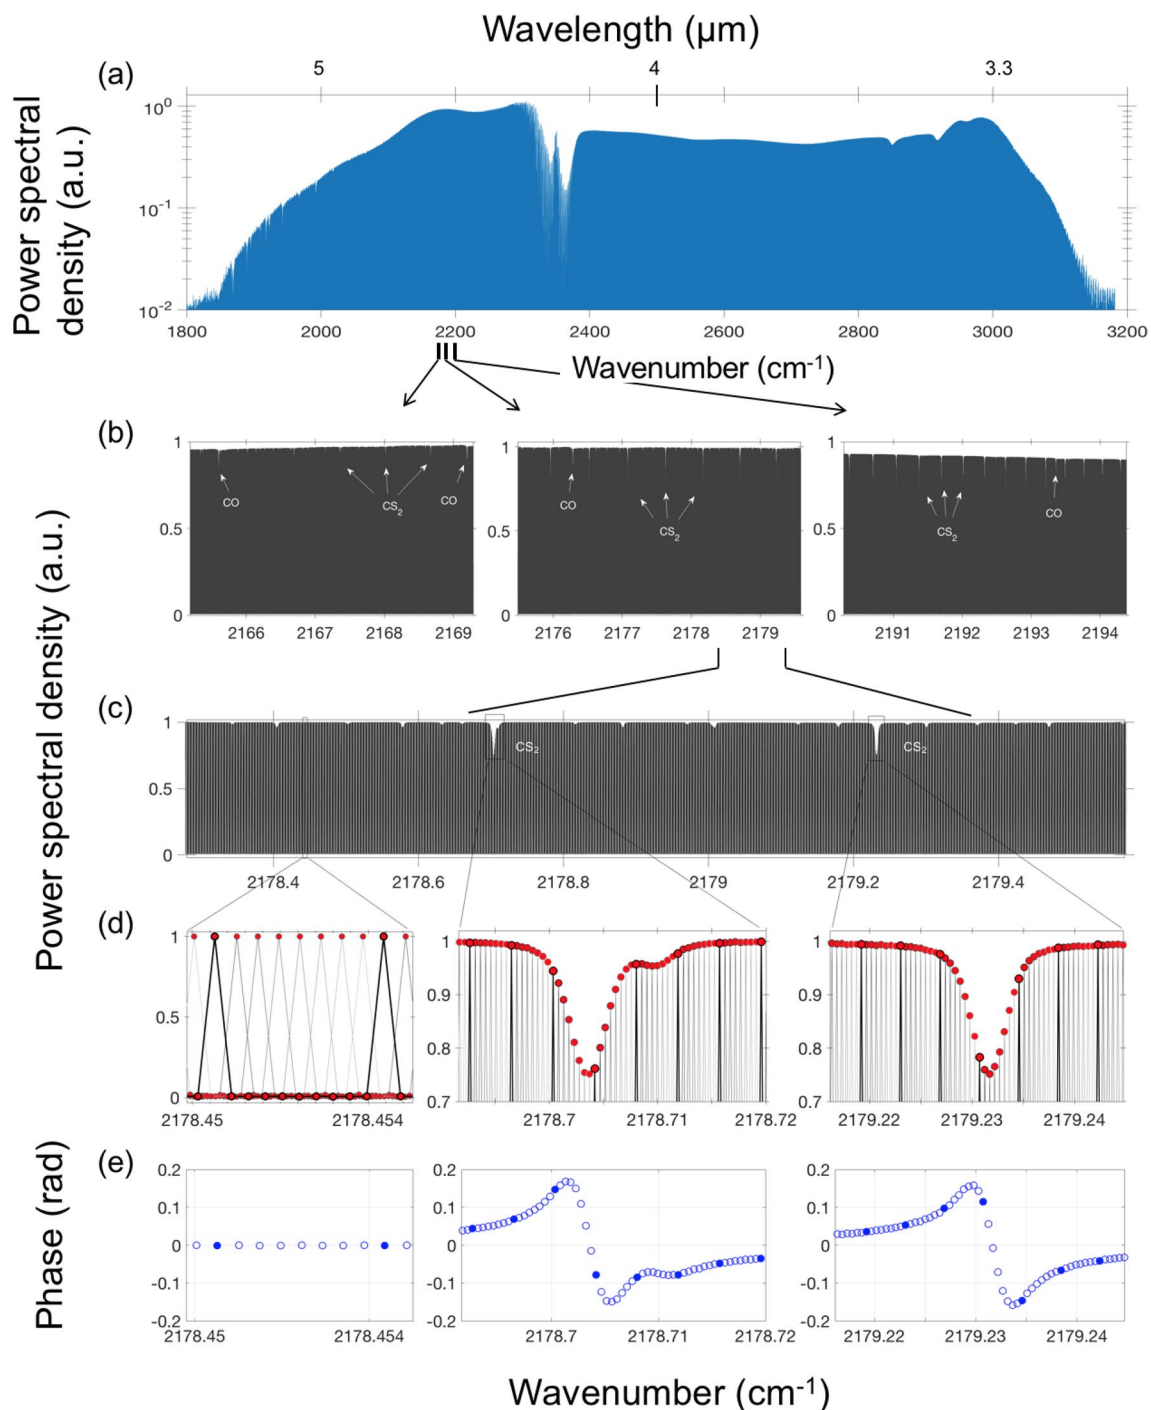 Wavelength (µm)
(a)
5 4 3.3
Power spectral
density (a.u.)
10⁰
10⁻¹
10⁻²
1800 2000 2200 2400 2600 2800 3000 3200
Wavenumber (cm⁻¹)
Power spectral density (a.u.)
(b)
1
0.5
0
CO CS₂ CO
2166 2167 2168 2169
1
0.5
0
CO CS₂
2176 2177 2178 2179
1
0.5
0
CS₂ CO
2191 2192 2193 2194
(c)
1
0.5
0
CS₂ CS₂
2178.4 2178.6 2178.8 2179 2179.2 2179.4
(d)
1
0.5
0
2178.45 2178.454
1
0.9
0.8
0.7
2178.7 2178.71 2178.72
1
0.9
0.8
0.7
2179.22 2179.23 2179.24
Phase (rad)
(e)
0.2
0.1
0
-0.1
-0.2
2178.45 2178.454
0.2
0.1
0
-0.1
-0.2
2178.7 2178.71 2178.72
0.2
0.1
0
-0.1
-0.2
2179.22 2179.23 2179.24
Wavenumber (cm⁻¹)